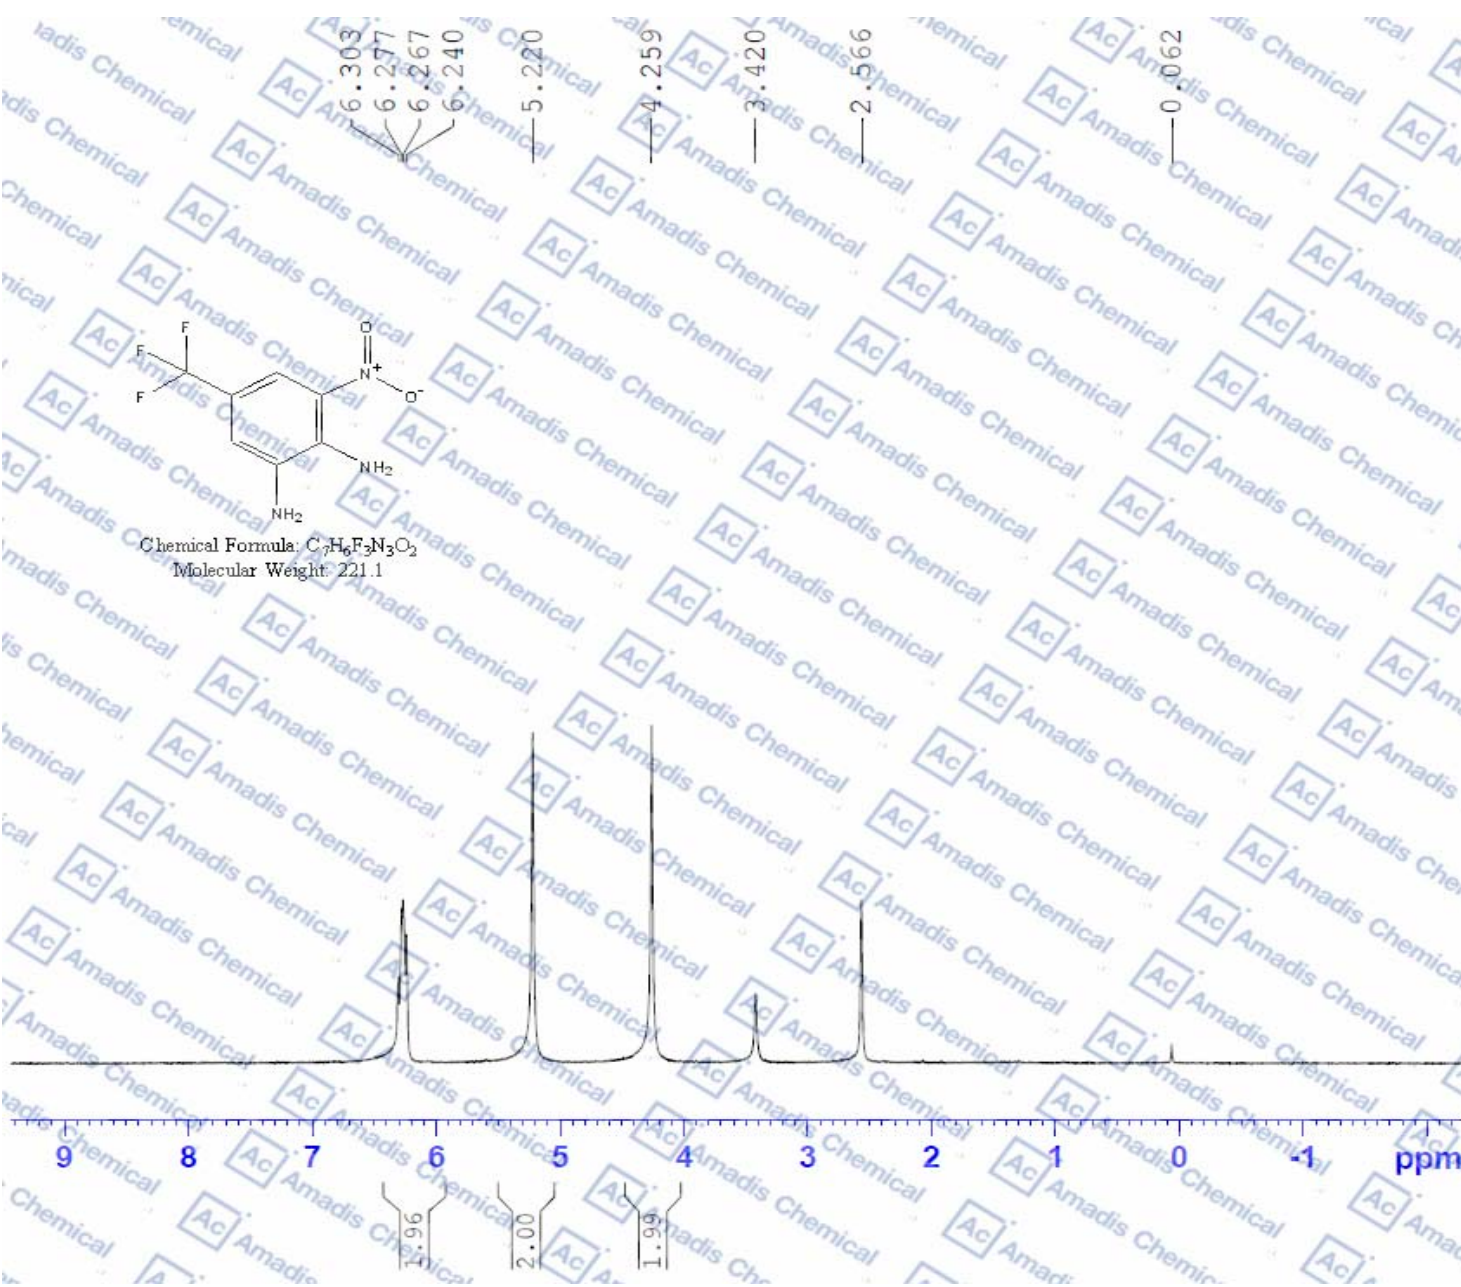 6.303
6.277
6.267
6.240
5.220
4.259
3.420
2.566
0.062
F
F
F
O
N+
O-
NH2
NH2
Chemical Formula: C7H6F3N3O2
Molecular Weight: 221.1
9 8 7 6 5 4 3 2 1 0 -1 ppm
1.96
2.00
1.99
Ac Amadis Chemical